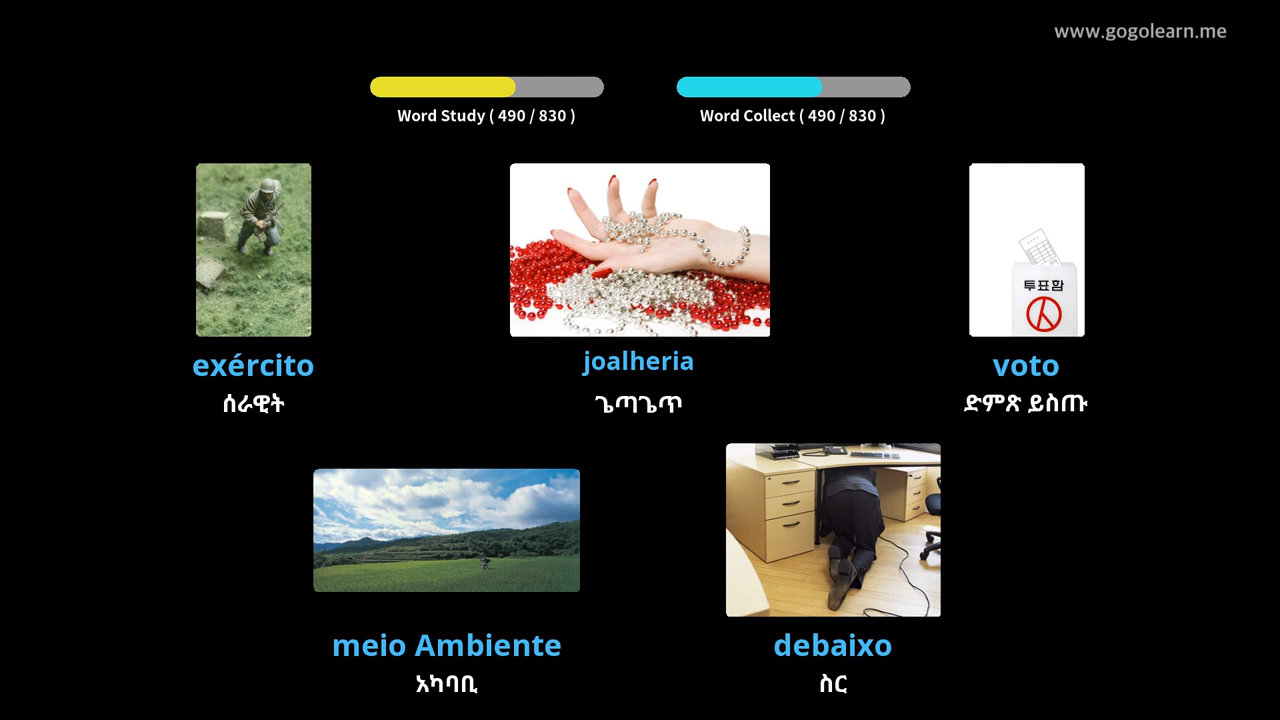 www.gogolearn.me
Word Study ( 490 / 830 )
Word Collect ( 490 / 830 )
투표함
exército
joalheria
voto
ሰራዊት
ጌጣጌጥ
ድምጽ ይስጡ
meio Ambiente
debaixo
አካባቢ
ስር